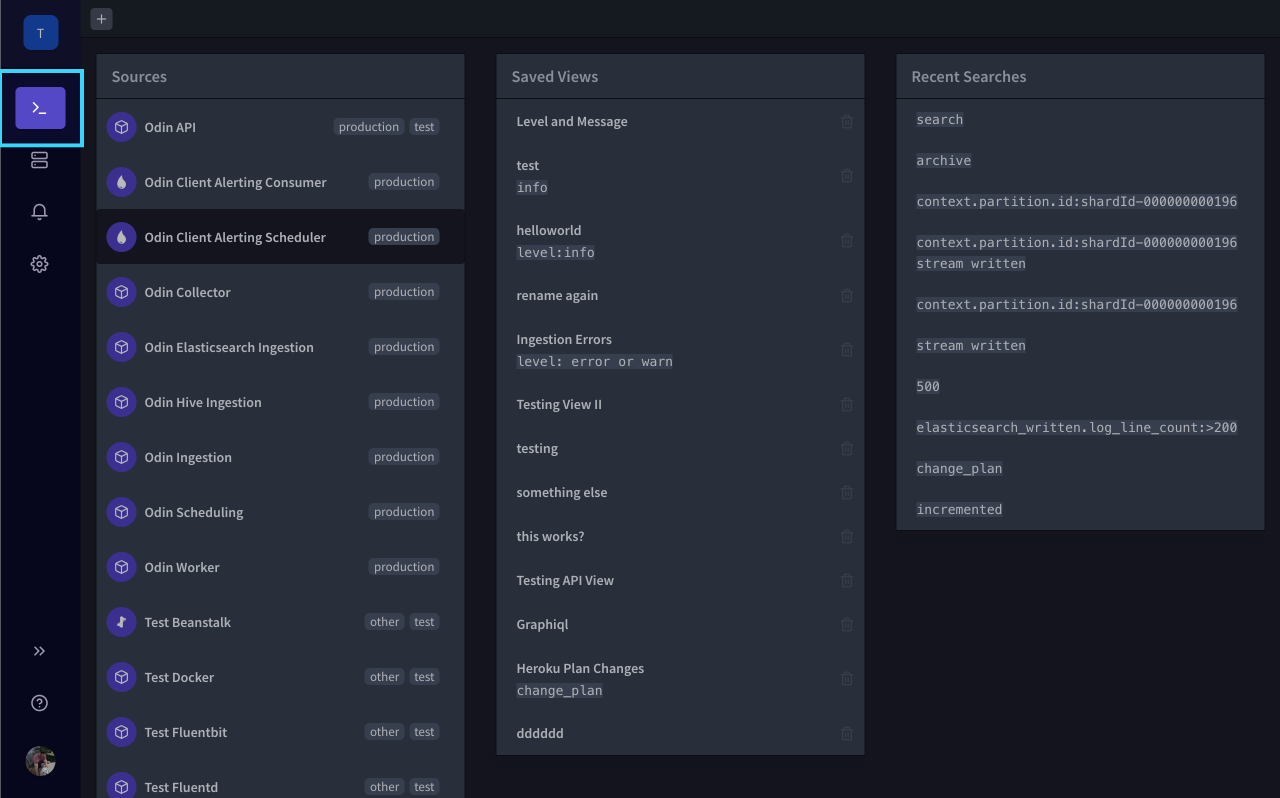 T
Sources
Odin API production test
Odin Client Alerting Consumer production
Odin Client Alerting Scheduler production
Odin Collector production
Odin Elasticsearch Ingestion production
Odin Hive Ingestion production
Odin Ingestion production
Odin Scheduling production
Odin Worker production
Test Beanstalk other test
Test Docker other test
Test Fluentbit other test
Test Fluentd other test
Saved Views
Level and Message
test
info
helloworld
level:info
rename again
Ingestion Errors
level: error or warn
Testing View II
testing
something else
this works?
Testing API View
Graphiql
Heroku Plan Changes
change_plan
dddddd
Recent Searches
search
archive
context.partition.id:shardId-000000000196
context.partition.id:shardId-000000000196
stream written
context.partition.id:shardId-000000000196
stream written
500
elasticsearch_written.log_line_count:>200
change_plan
incremented